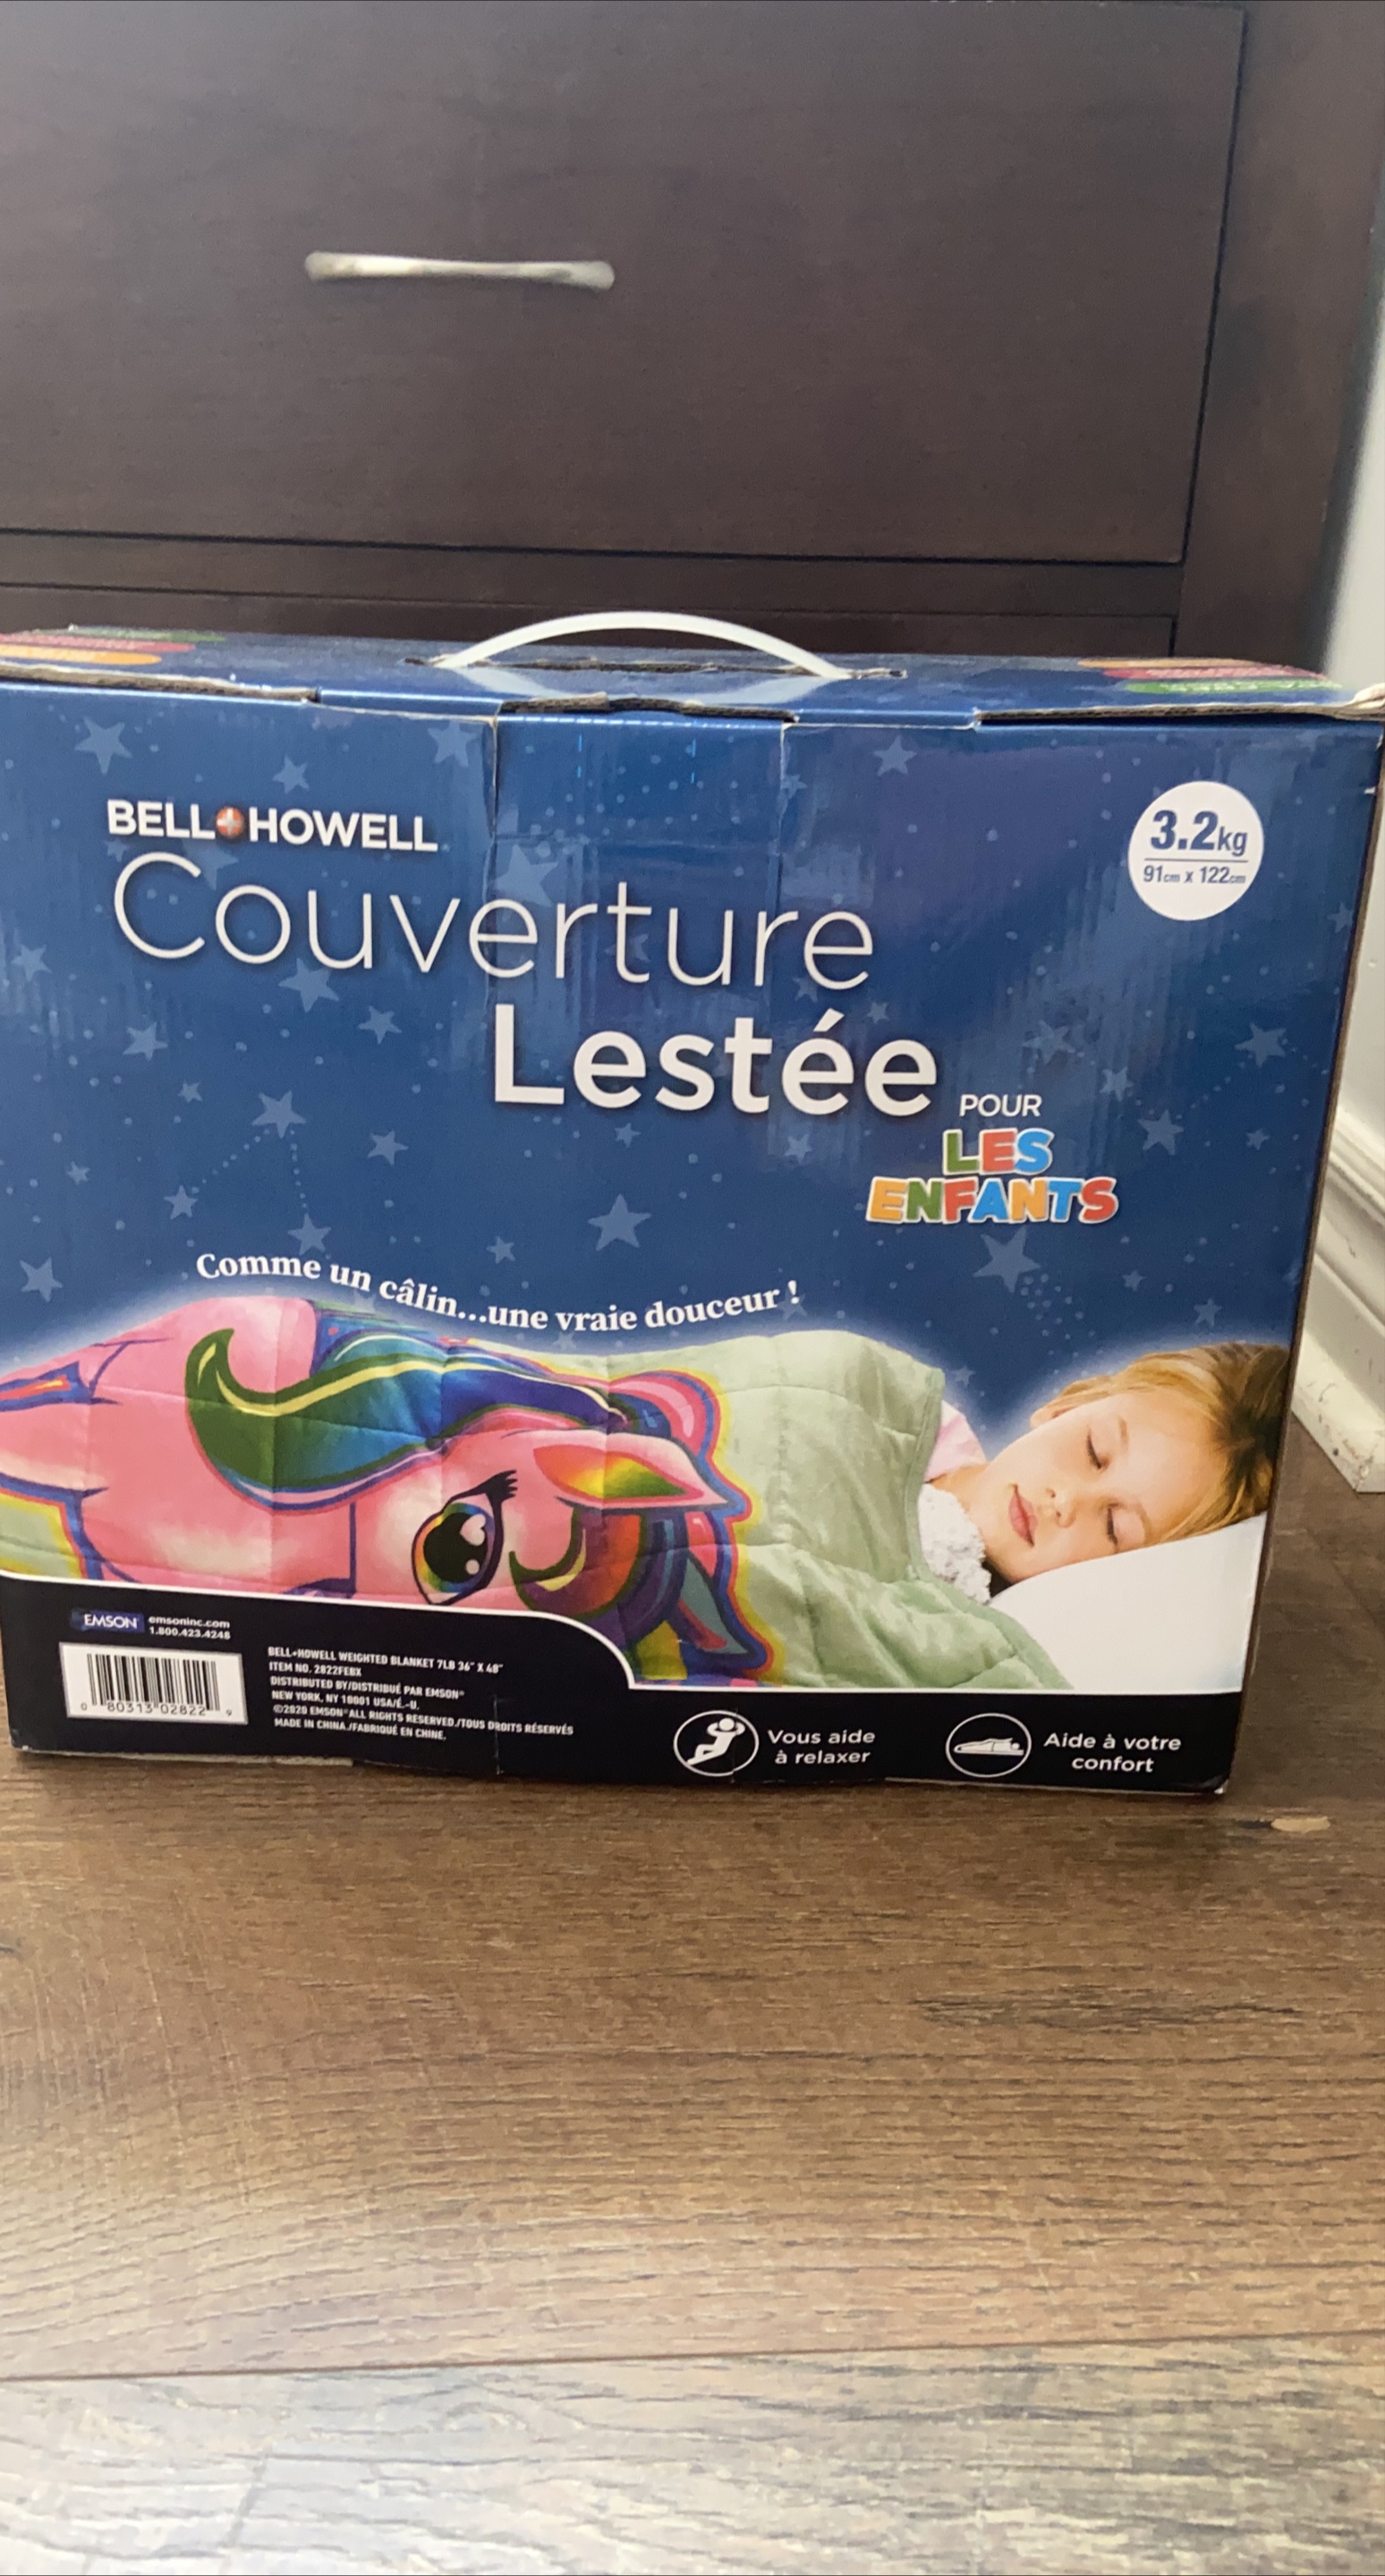 BELL+HOWELL
Couverture
Lestée
POUR
LES
ENFANTS
3.2kg
91cm x 122cm
Comme un câlin...une vraie douceur !
EMSON
emsoninc.com
1.800.423.4248
0 80313 02822 9
BELL+HOWELL WEIGHTED BLANKET 7LB 36" X 48"
ITEM NO. 2822FEBX
DISTRIBUTED BY/DISTRIBUÉ PAR EMSON®
NEW YORK, NY 10001 USA/É.-U.
©2020 EMSON® ALL RIGHTS RESERVED./TOUS DROITS RÉSERVÉS
MADE IN CHINA./FABRIQUÉ EN CHINE.
Vous aide
à relaxer
Aide à votre
confort